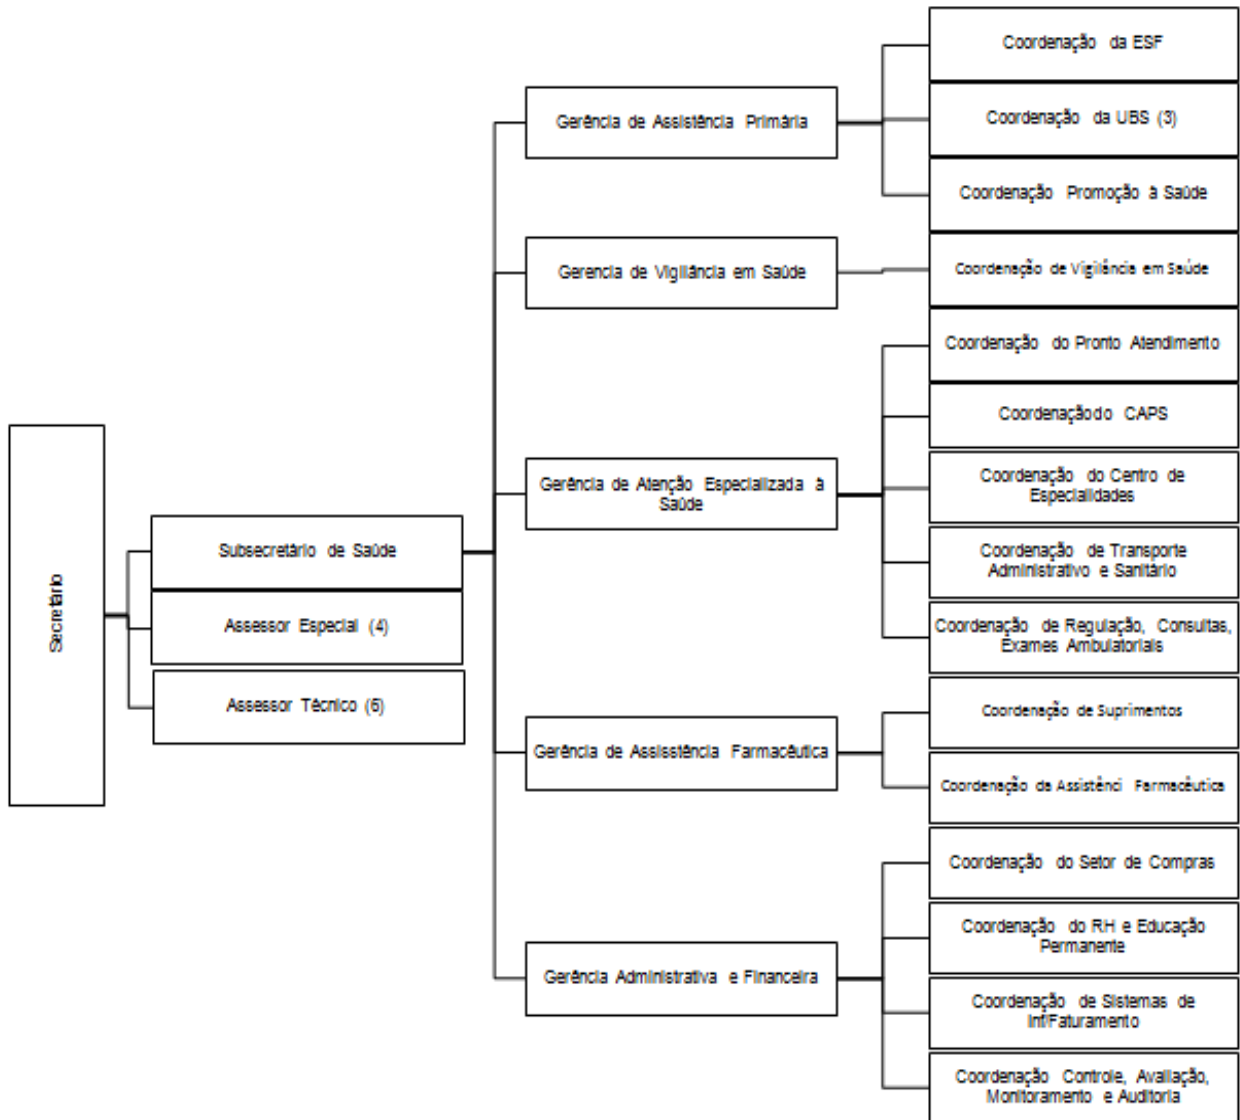 Secretário
Subsecretário de Saúde
Assessor Especial (4)
Assessor Técnico (6)
Gerência de Assistência Primária
Gerencia de Vigilância em Saúde
Gerência de Atenção Especializada à
Saúde
Gerência de Assisstência Farmacêutica
Gerência Administrativa e Financeira
Coordenação da ESF
Coordenação da UBS (3)
Coordenação Promoção à Saúde
Coordenação de Vigilância em Saúde
Coordenação do Pronto Atendimento
Coordenaçãodo CAPS
Coordenação do Centro de
Especialidades
Coordenação de Transporte
Administrativo e Sanitário
Coordenação de Regulação, Consultas,
Exames Ambulatoriais
Coordenação de Suprimentos
Coordenação da Assistênci Farmacêutica
Coordenação do Setor de Compras
Coordenação do RH e Educação
Permanente
Coordenação de Sistemas de
Inf/Faturamento
Coordenação Controle, Avaliação,
Monitoramento e Auditoria